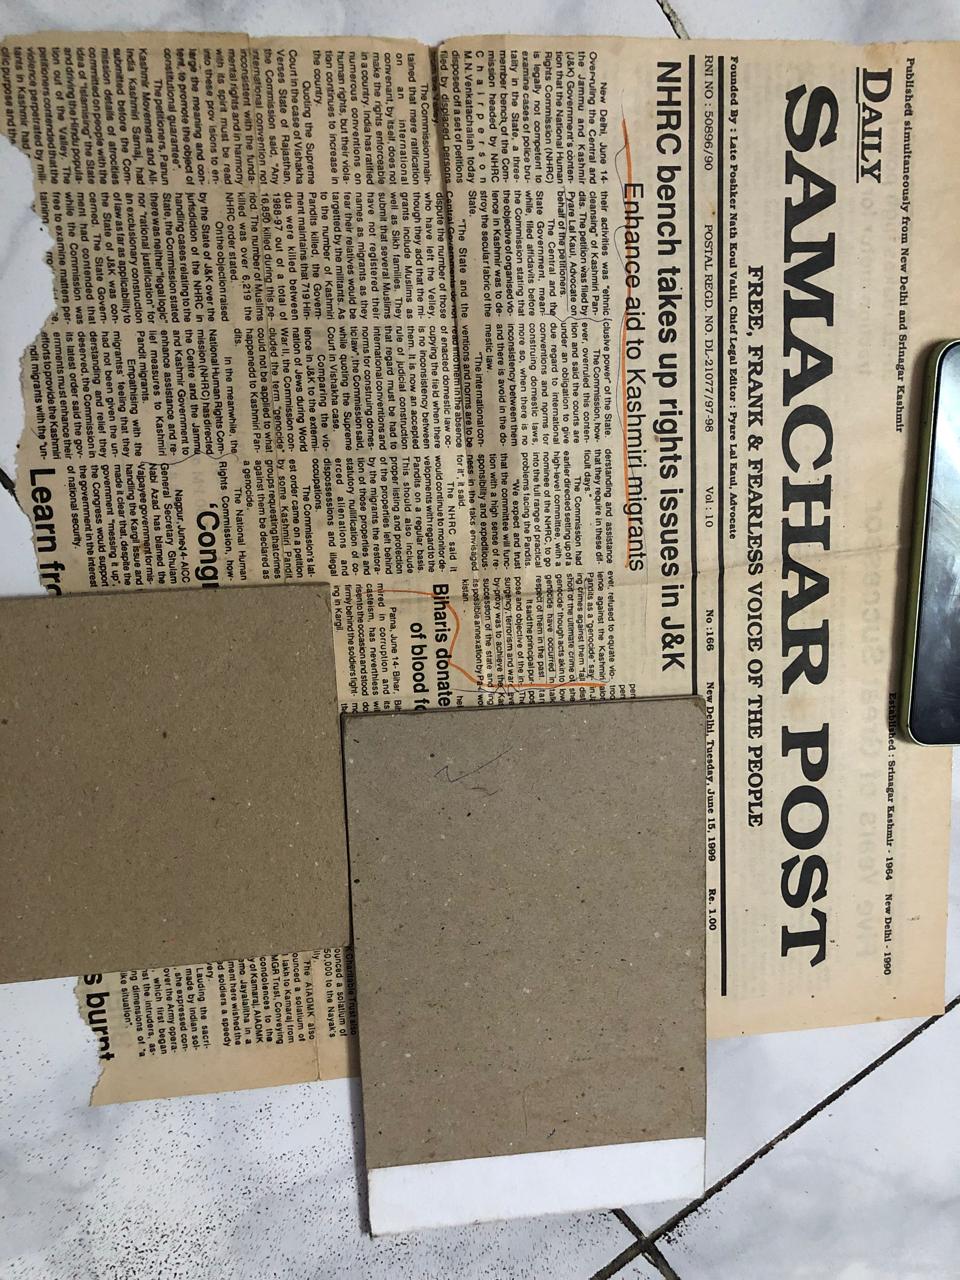 Published simultaneously from New Delhi and Srinagar Kashmir
Established : Srinagar Kashmir - 1964 New Delhi - 1990
DAILY
SAMACHAR POST
FREE, FRANK & FEARLESS VOICE OF THE PEOPLE
Founded By : Late Poshker Nath Koul Vakil, Chief Legal Editor : Pyare Lal Kaul, Advocate
RNI NO : 50896/90 POSTAL REGD. NO. DL-21077/97-98 Vol : 10 No :166 New Delhi, Tuesday, June 15, 1999 Re. 1.00
NHRC bench takes up rights issues in J&K
Enhance aid to Kashmiri migrants
New Delhi, June 14-
Over-ruling the Central and
the Jammu and Kashmir
(J&K) Government's conten-
tion that the National Human
Rights Commission (NHRC)
is legally not competent to
examine cases of police bru-
tality in the State, a three-
member bench of the Com-
mission headed by NHRC
Chairperson
M.N.Venkatachaliah today
disposed off a set of petitions
filed by displaced persons
from the Valley.
The Commission main-
tained that mere ratification
on an international
convenant, by itself, does not
make the rights enforceable
in a country. India has ratified
numerous conventions on
human rights, but their viola-
tion continues to increase in
the country.
Quoting the Supreme
Court in the case of Vishakha
Verses State of Rajasthan,
the Commission said, "Any
international convention not
inconsistent with the funda-
mental rights and in harmony
with its spirit must be read
into these prov isions to en-
large the meaning and con-
tent, to promote the object of
constitutional guarantee".
The petitioners, Panun
Kashmir Movement and All-
India Kashmiri Samaj, had
submitted before the Com-
mission details of atrocities
committed on people with the
idea of "Islamising" the State
and driving the Hindu popula-
tion out of the Valley. The
petitioners contended that the
violence perpetrated by mili-
tants in Kashmir had
cific purpose and the
their activities was "ethnic
cleansing" of Kashmiri Pan-
dits. The petition was filed by
Pyare Lal Kaul, Advocate on
behalf of the petitioners.
The Central and the
State Government, mean-
while, filed affidavits before
the Commission stating that
the objective of organised vio-
lence in Kashmir was to de-
stroy the secular fabric of the
State.
"The State and the
Central Governments do not
dispute the number of those
who have left the Valley,
though they add that the mi-
grants include Muslims as
well as Sikh families. They
submit that several Muslims
have not registered their
names as migrants as they
fear their relatives would be
targetted by the militants. As
to the number of Kashmiri
Pandits killed, the Govern-
ment maintains that 719 Hin-
dus were killed between
1988-97 out of a total of
16,850 killed during this pe-
riod. The number of Muslims
killed was over 6,219 the
NHRC order stated.
On the objection raised
by the State of J&K over the
jurisdiction of the NHRC in
handling cases relating to the
State, the Commission stated
there was neither "legal logic"
nor "rational justification" for
an exclusionary construction
of law as far as applicability to
the State of J&K was con-
cerned. The State Govern-
ment had contended that
while the Commission was
free to examine matters per-
taining
clusive power" of the State.
The Commission, how-
ever, overruled this conten-
tion and said the courts are
under an obligation to give
due regard to international
conventions and norms for
construing domestic laws,
more so, when there is no
inconsistency between them
and there is avoid in the do-
mestic law.
"The international con-
ventions and norms are to be
read into them in the absence
of enacted domestic law oc-
cupying the field when there
is no inconsistency between
them. It is now an accepted
rule of judicial construction
that regard must be had to
international conventions and
norms for construing domes-
tic law", the Commission said,
while quoting the Supreme
Court in Vishakha case.
Comparing the vio-
lence in J&K to the extermi-
nation of Jews during World
War II, the Commission con-
cluded the term "genocide"
could not be applied to what
happenedd to Kashmiri Pan-
dits.
In the meanwhile, the
National Human Rights Com-
mission (NHRC) has directed
the Centre and the Jammu
and Kashmir Government to
enhance assistance and re-
lief measures to Kashmiri
Pandit migrants.
Empathising with the
migrants' feeling that they
had not been given the un-
derstanding and relief they
deserved, the Commission in
its latest order said the gov-
ernments must enhance their
efforts to provide the Kashmiri
ndit migrants with the "un-
derstanding and assistance
that they require in these dif-
ficult days."
The Commission had
earlier directed setting up of a
high-level committee, with a
nominee of the NHRC, to go
into the full range of practical
problems facing the Pandits.
"We expect and trust
that the committee will func-
tion with a high sense of re-
sponsibility and expeditious-
ness in the taks envisaged
for it", it said.
The NHRC said it
would continue to monitor de-
velopments with regard to the
Pandits on a regular basis.
This should also include
proper listing and protection
of the properties left behind
by the migrants the restora-
tion of those properties and
statutory nullification of co-
erced alienations and
dispossessions and illegal
occupations.
The Commission's lat-
est order came on a petition
by some Kashmiri Pandit
groups requesting that crimes
against them be declared as
a genocide.
The National Human
Rights Commission, how-
ever, refused to equate vio-
lence against the Kashmiri
Pandits as a "genocide" say-
ing crimes against them "fall
short of the ultimate crime of
genocide" though acts akin to
genocide have occurred in
respect of them in the past.
It said the principal pur-
pose and objective of the in-
surgency, terrorism and war-
by-proxy was to achieve the
succession of the state and
its possible annexation by Pa-
kistan.
Biharis donate
of blood fo
Patna, June 14- Bihar,
mired in corruption and
casteism, has nevertheless
risen to the occasion and stood
firmly behind the soldiers fight-
ing in Kargil.
'Congr
Nagpur, June 14- AICC
General Secretary Ghulam
Nabi Azad has blamed the
Vajpayee government for mis-
handling the Kargil issue and
made it clear that, despite the
government "messing it up",
the Congress would support
the government in the interest
of national security.
Learn fro
K Charitable Trust also
ounced a solatium of
50,000 to the Nayak's
ily.
The AIADMK also
ounced a solatium of
lakh to Kamaraj from
MGR Trust, Conveying
condolences to the
y of Kamaraj, AIADMK
emo Jayalalitha in a
ment here wished the
ed soldiers a speedy
very.
Lauding the sacri-
made by Indian sol-
she expressed con-
over the Army opera-
, which first began
nst the intruders, as-
ng dimensions of "a
like situation".
s burnt